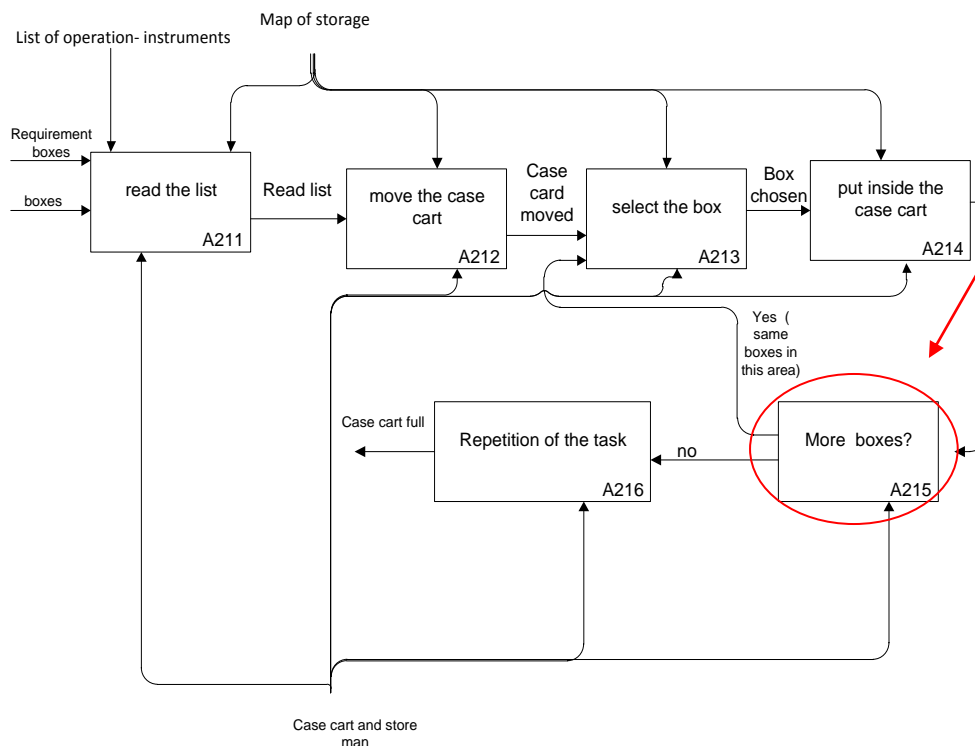 Map of storage
List of operation- instruments
Requirement
boxes
boxes
read the list
A211
Read list
move the case
cart
A212
Case
card
moved
select the box
A213
Box
chosen
put inside the
case cart
A214
Yes (
same
boxes in
this area)
Case cart full
Repetition of the task
A216
no
More boxes?
A215
Case cart and store
man